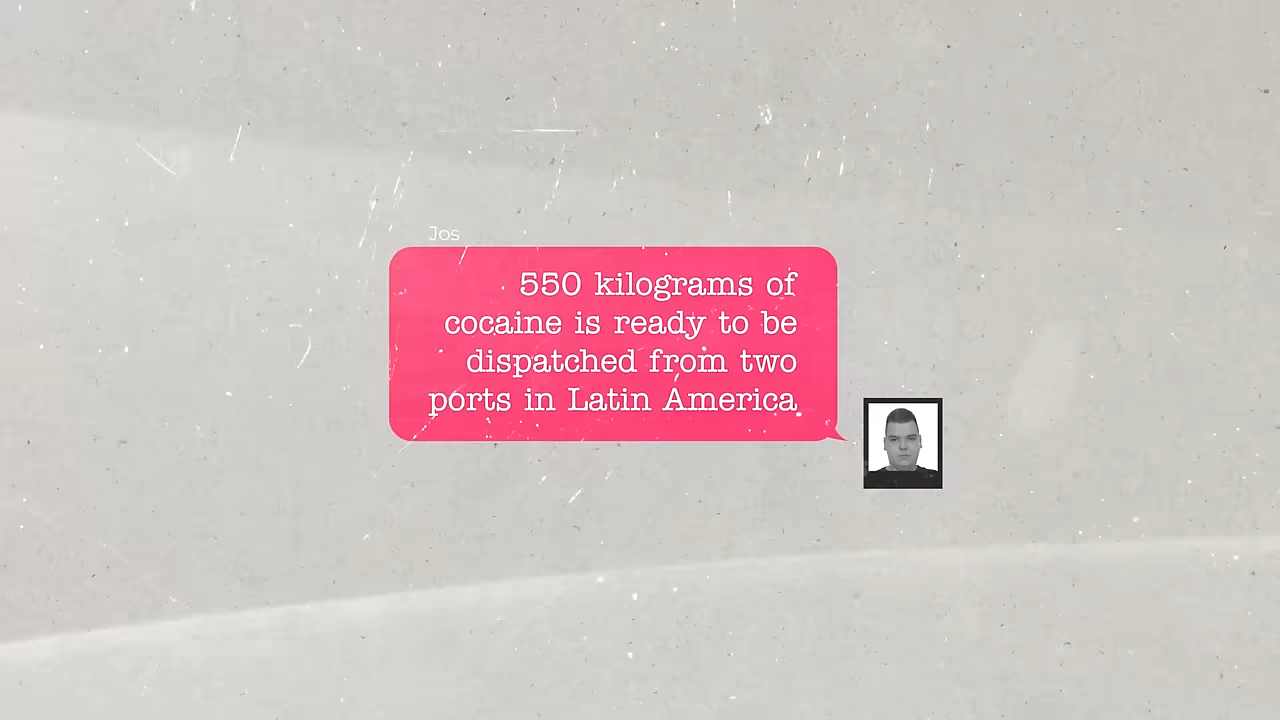 Jos
550 kilograms of
cocaine is ready to be
dispatched from two
ports in Latin America